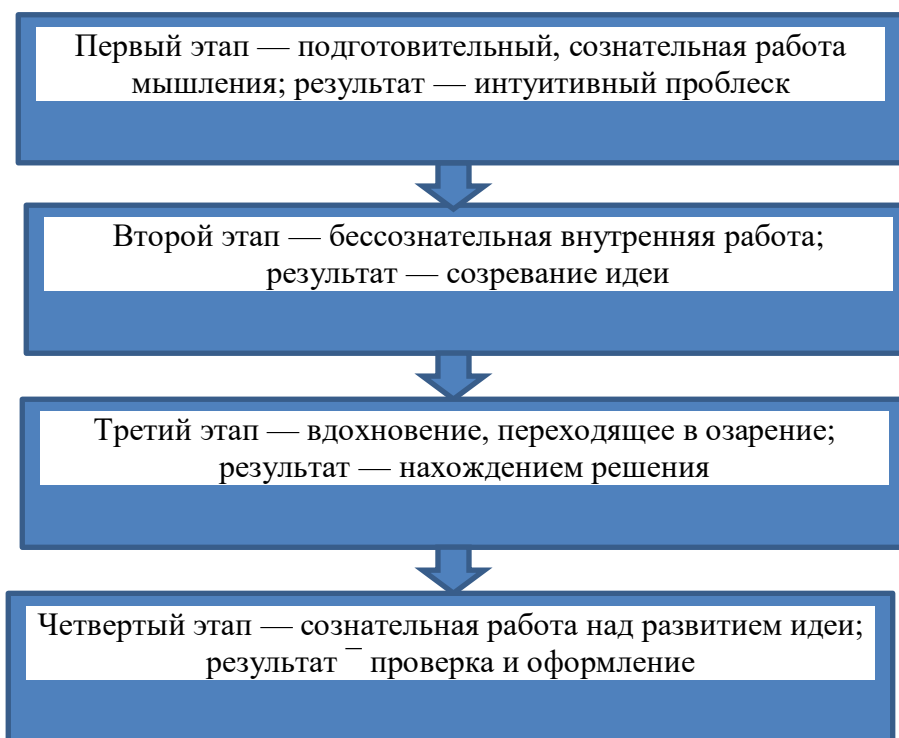 Первый этап — подготовительный, сознательная работа
мышления; результат — интуитивный проблеск
Второй этап — бессознательная внутренняя работа;
результат — созревание идеи
Третий этап — вдохновение, переходящее в озарение;
результат — нахождением решения
Четвертый этап — сознательная работа над развитием идеи;
результат ¯ проверка и оформление